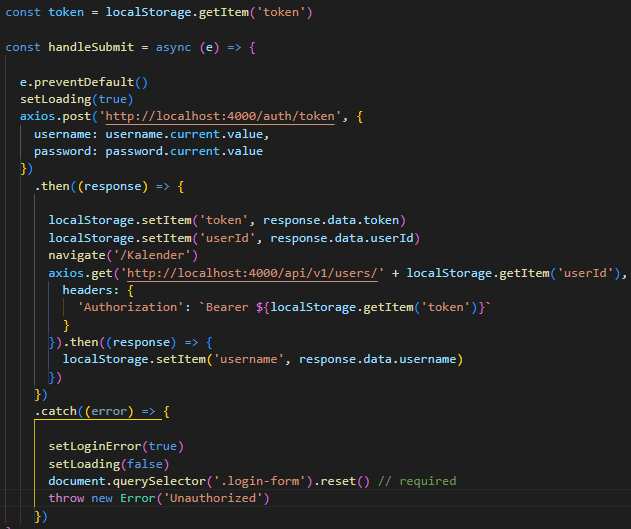 const token = localStorage.getItem('token')
const handleSubmit = async (e) => {
e.preventDefault()
setLoading(true)
axios.post('http://localhost:4000/auth/token', {
username: username.current.value,
password: password.current.value
})
.then((response) => {
localStorage.setItem('token', response.data.token)
localStorage.setItem('userId', response.data.userId)
navigate('/Kalender')
axios.get('http://localhost:4000/api/v1/users/' + localStorage.getItem('userId'),
headers: {
'Authorization': `Bearer ${localStorage.getItem('token')}`
}
}).then((response) => {
localStorage.setItem('username', response.data.username)
})
})
.catch((error) => {
setLoginError(true)
setLoading(false)
document.querySelector('.login-form').reset() // required
throw new Error('Unauthorized')
})